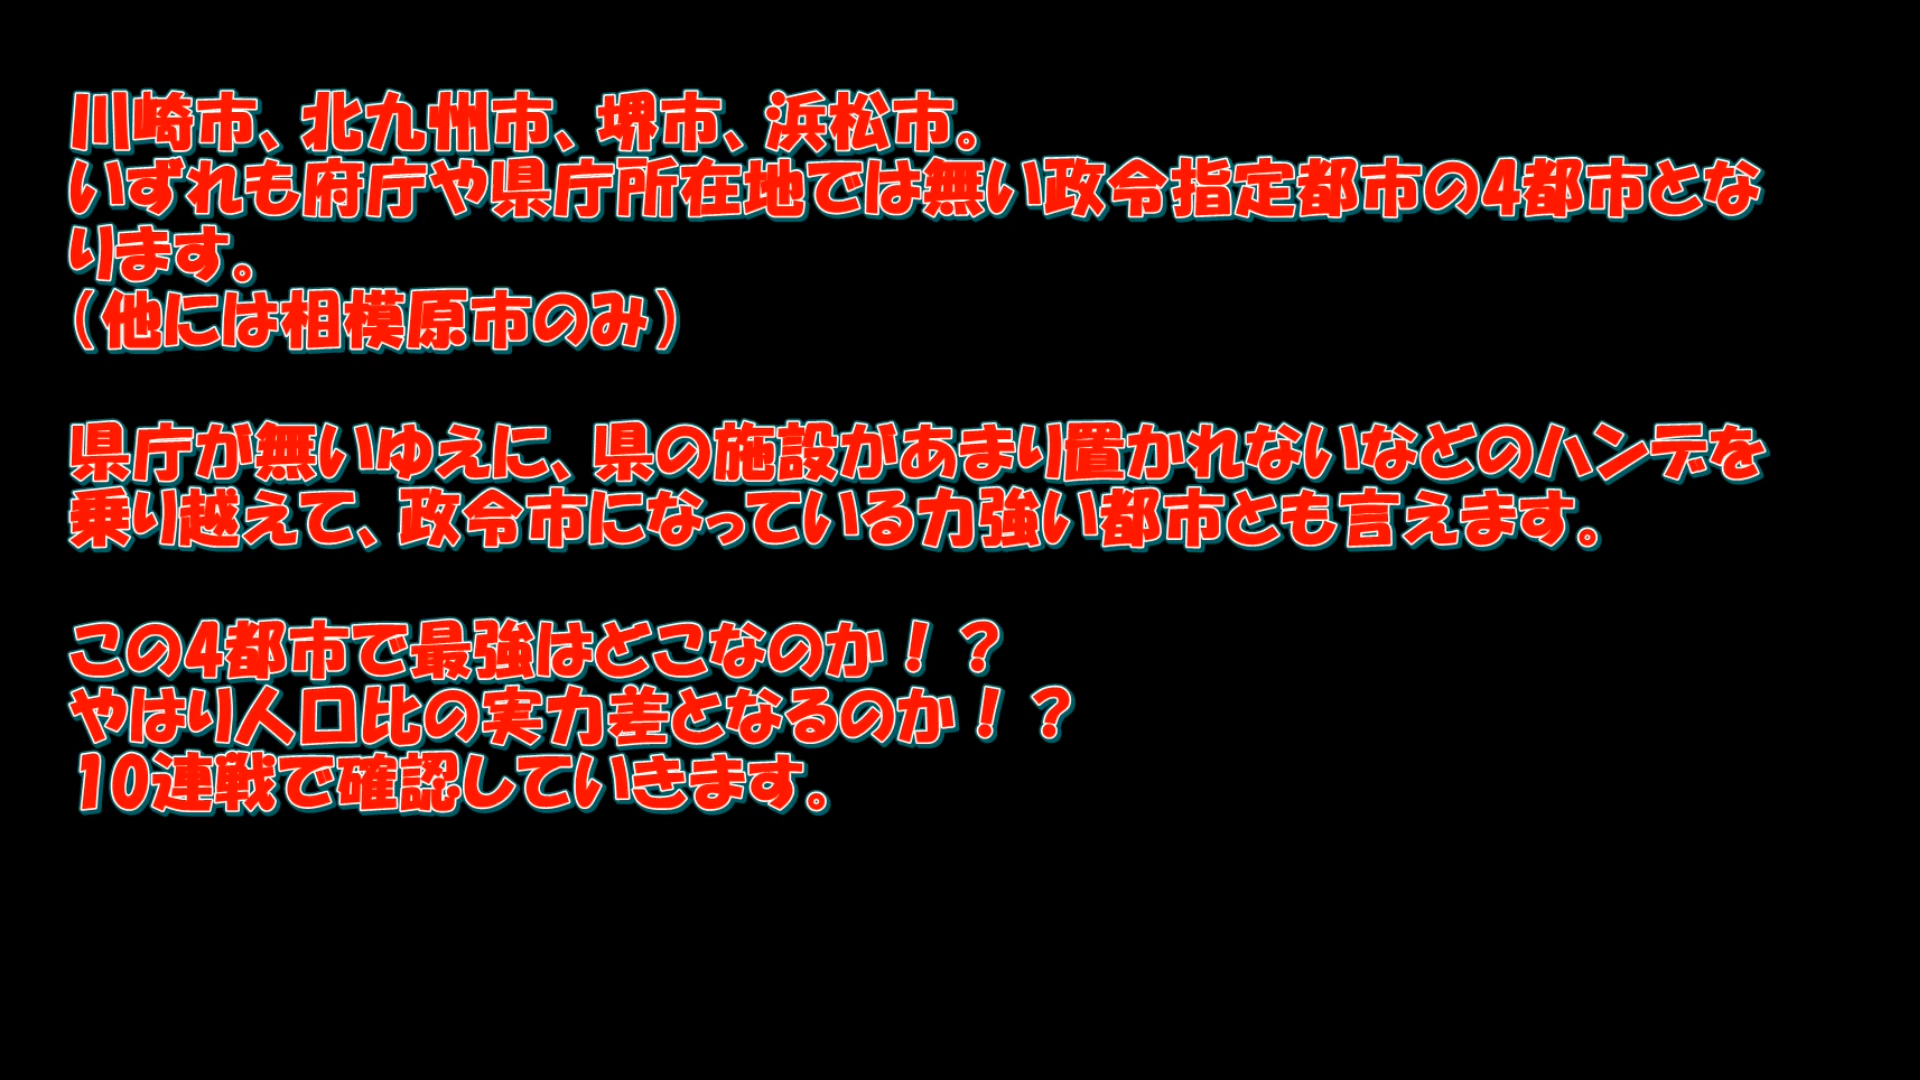 川崎市、北九州市、堺市、浜松市。
いずれも府庁や県庁所在地では無い政令指定都市の4都市とな
ります。
（他には相模原市のみ）
県庁が無いゆえに、県の施設があまり置かれないなどのハンデを
乗り越えて、政令市になっている力強い都市とも言えます。
この4都市で最強はどこなのか！？
やはり人口比の実力差となるのか！？
10連戦で確認していきます。